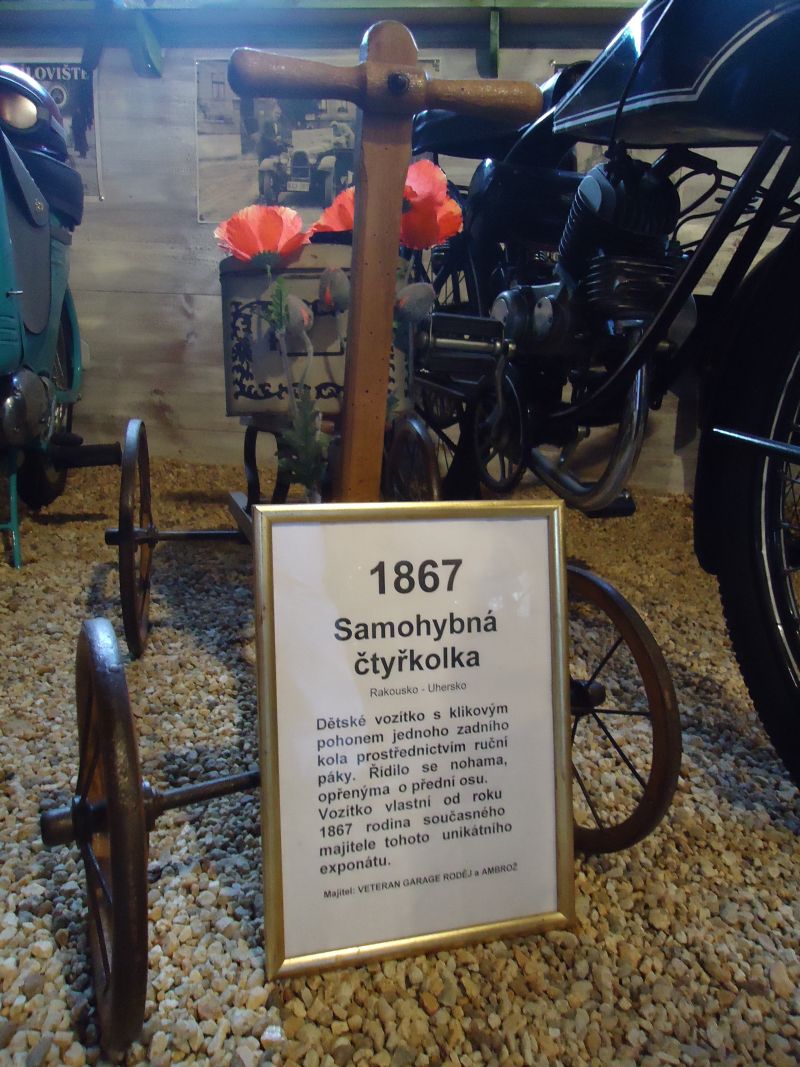 LOVIŠTĚ
1867
Samohybná
čtyřkolka
Rakousko - Uhersko
Dětské vozítko s klikovým
pohonem jednoho zadního
kola prostřednictvím ruční
páky. Řídilo se nohama,
opřenýma o přední osu.
Vozítko vlastní od roku
1867 rodina současného
majitele tohoto unikátního
exponátu.
Majitel: VETERAN GARAGE RODĚJ a AMBROŽ